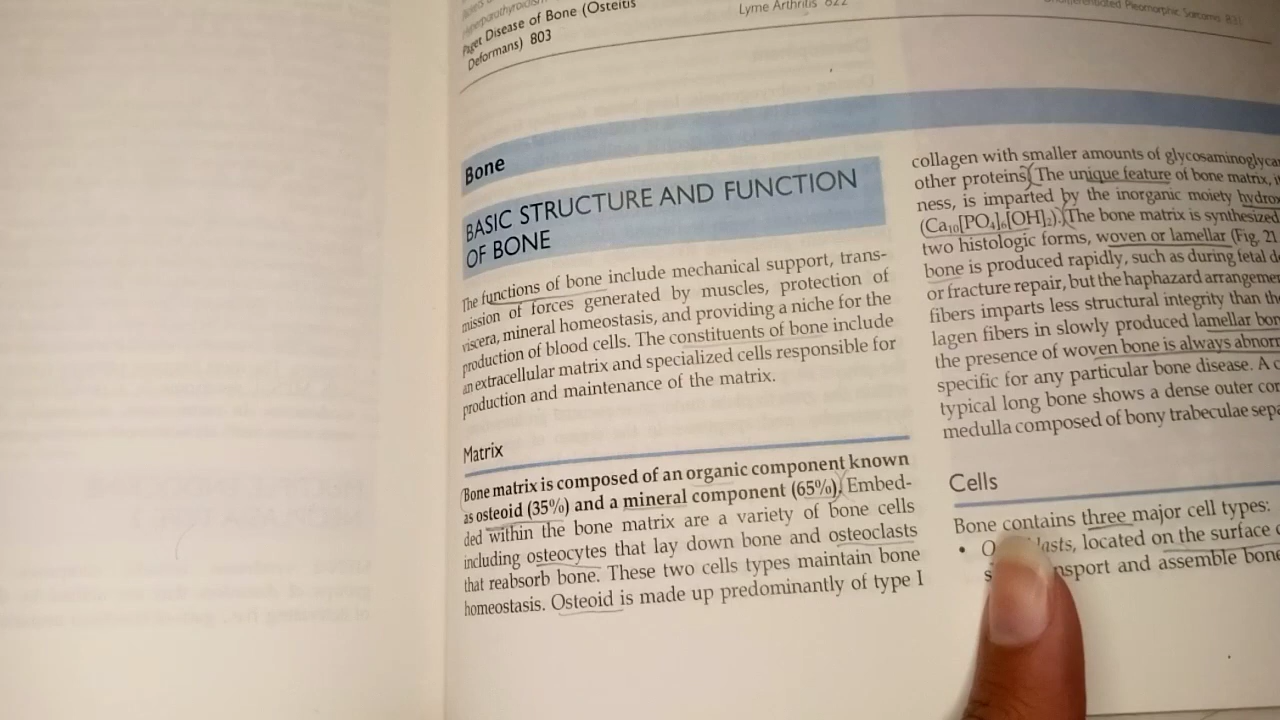 Paget Disease of Bone (Osteitis
Deformans) 803
Lyme Arthritis 822
Pleomorphic Sarcoma 831
Bone
BASIC STRUCTURE AND FUNCTION
OF BONE
The functions of bone include mechanical support, trans-
mission of forces generated by muscles, protection of
viscera, mineral homeostasis, and providing a niche for the
production of blood cells. The constituents of bone include
an extracellular matrix and specialized cells responsible for
production and maintenance of the matrix.
Matrix
Bone matrix is composed of an organic component known
as osteoid (35%) and a mineral component (65%). Embed-
ded within the bone matrix are a variety of bone cells
including osteocytes that lay down bone and osteoclasts
that reabsorb bone. These two cells types maintain bone
homeostasis. Osteoid is made up predominantly of type I
collagen with smaller amounts of
other proteins. The unique feature of bone matrix,
ness, is imparted by the inorganic moiety
(Ca10[PO4]6[OH]2). The bone matrix is synthesized
two histologic forms, woven or lamellar (Fig. 21
bone is produced rapidly, such as during fetal
or fracture repair, but the haphazard
fibers imparts less structural integrity than
lagen fibers in slowly produced lamellar
the presence of woven bone is always
specific for any particular bone disease. A
typical long bone shows a dense outer
medulla composed of bony trabeculae
Cells
Bone contains three major cell types:
• located on the surface
and assemble